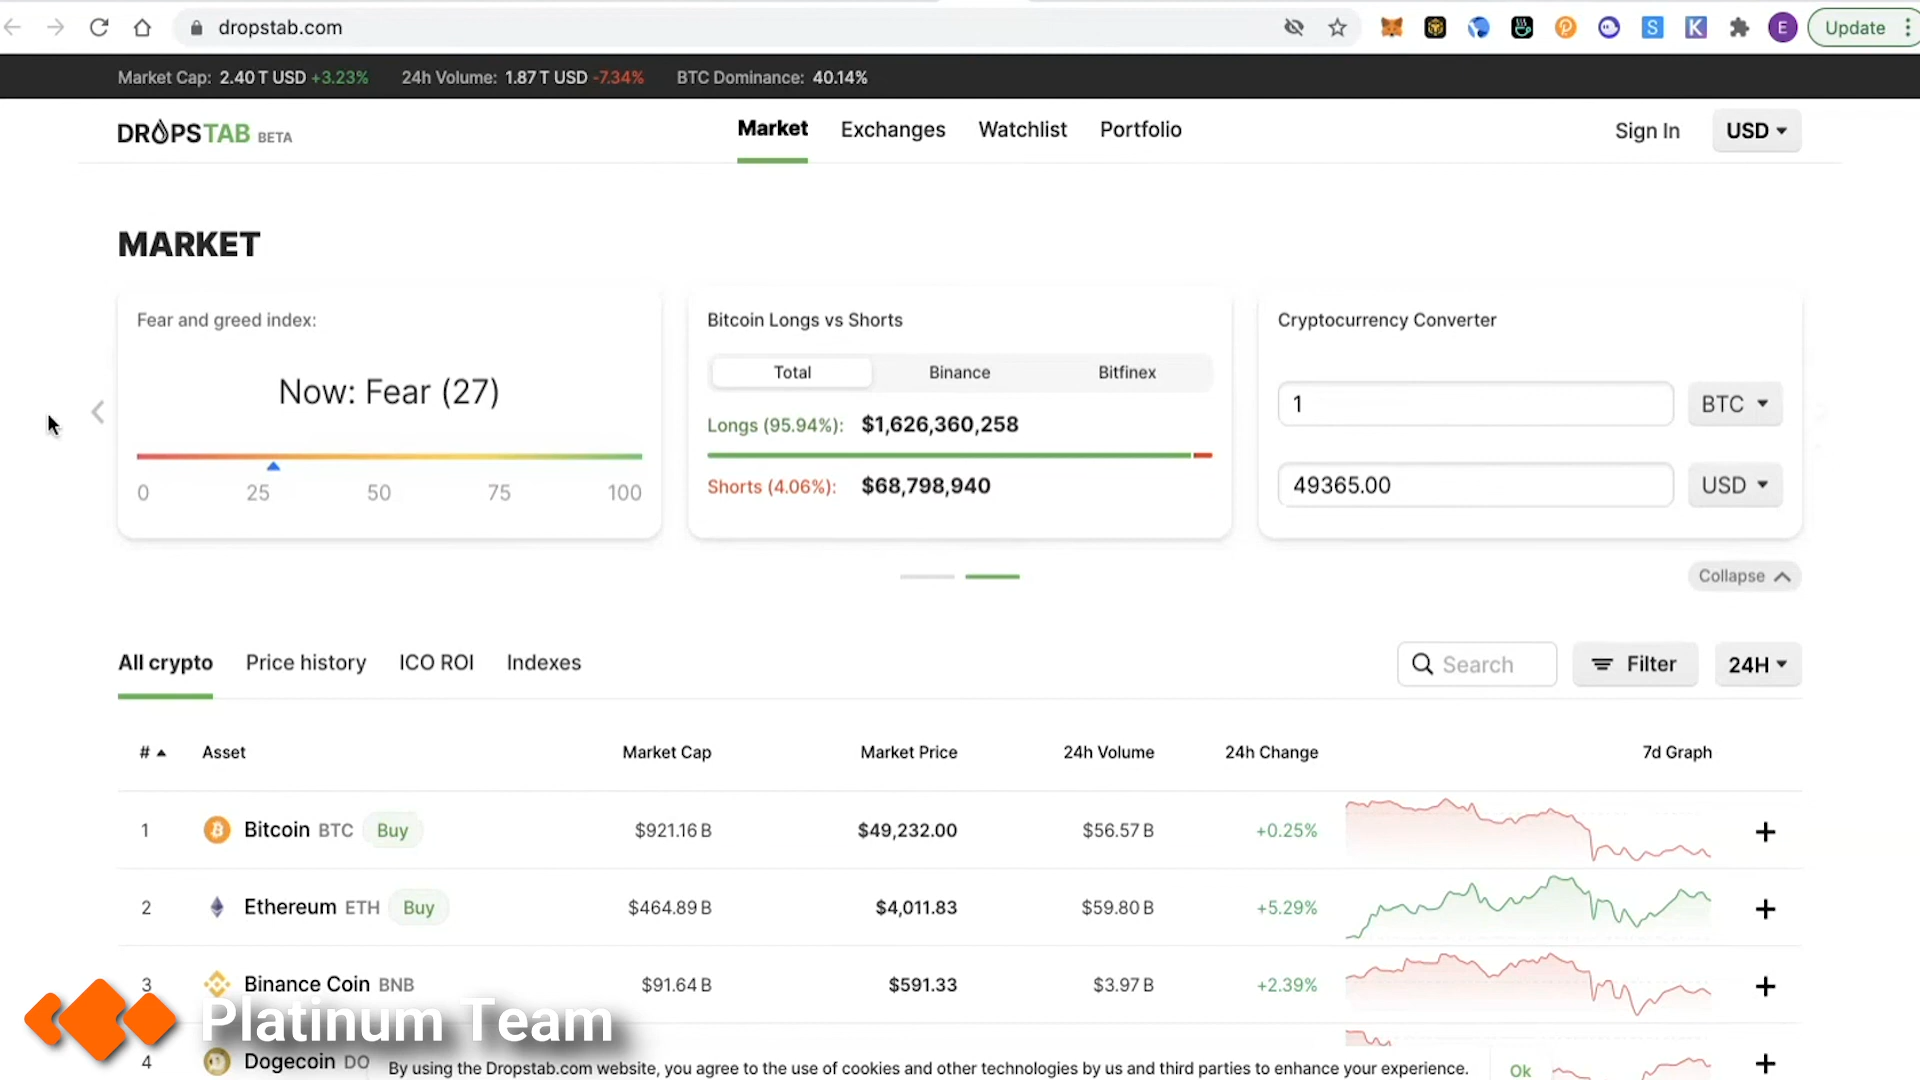 dropstab.com
S
K
E
Update
Market Cap: 2.40 T USD +3.23% 24h Volume: 1.87 T USD -7.34% BTC Dominance: 40.14%
DROPSTAB BETA
Market Exchanges Watchlist Portfolio
Sign In USD
MARKET
Fear and greed index:
Now: Fear (27)
0 25 50 75 100
Bitcoin Longs vs Shorts
Total Binance Bitfinex
Longs (95.94%): $1,626,360,258
Shorts (4.06%): $68,798,940
Cryptocurrency Converter
1 BTC
49365.00 USD
Collapse
All crypto Price history ICO ROI Indexes
Search Filter 24H
# Asset Market Cap Market Price 24h Volume 24h Change 7d Graph
1 Bitcoin BTC Buy $921.16 B $49,232.00 $56.57 B +0.25% +
2 Ethereum ETH Buy $464.89 B $4,011.83 $59.80 B +5.29% +
3 Binance Coin BNB $91.64 B $591.33 $3.97 B +2.39% +
Platinum Team
4 Dogecoin DO +
By using the Dropstab.com website, you agree to the use of cookies and other technologies by us and third parties to enhance your experience. Ok